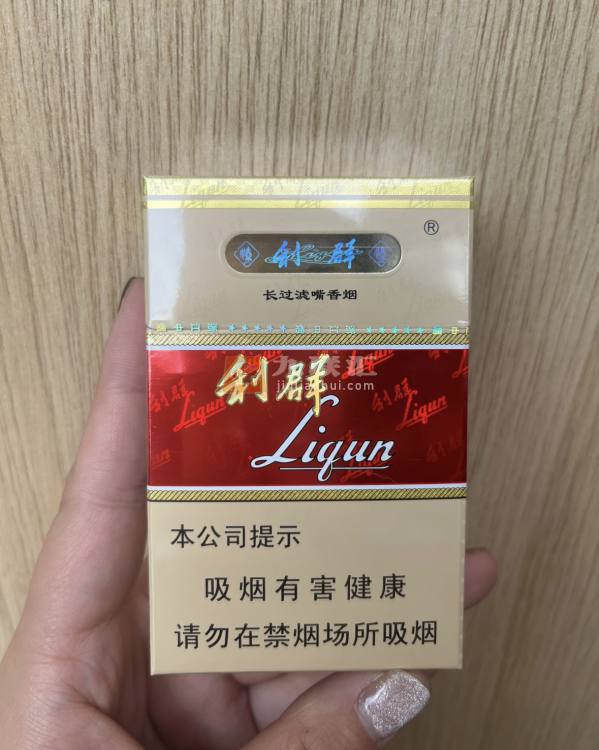 ®
利群
长过滤嘴香烟
利群
Liqun
本公司提示
吸烟有害健康
请勿在禁烟场所吸烟